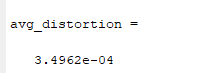 avg_distortion =
3.4962e-04